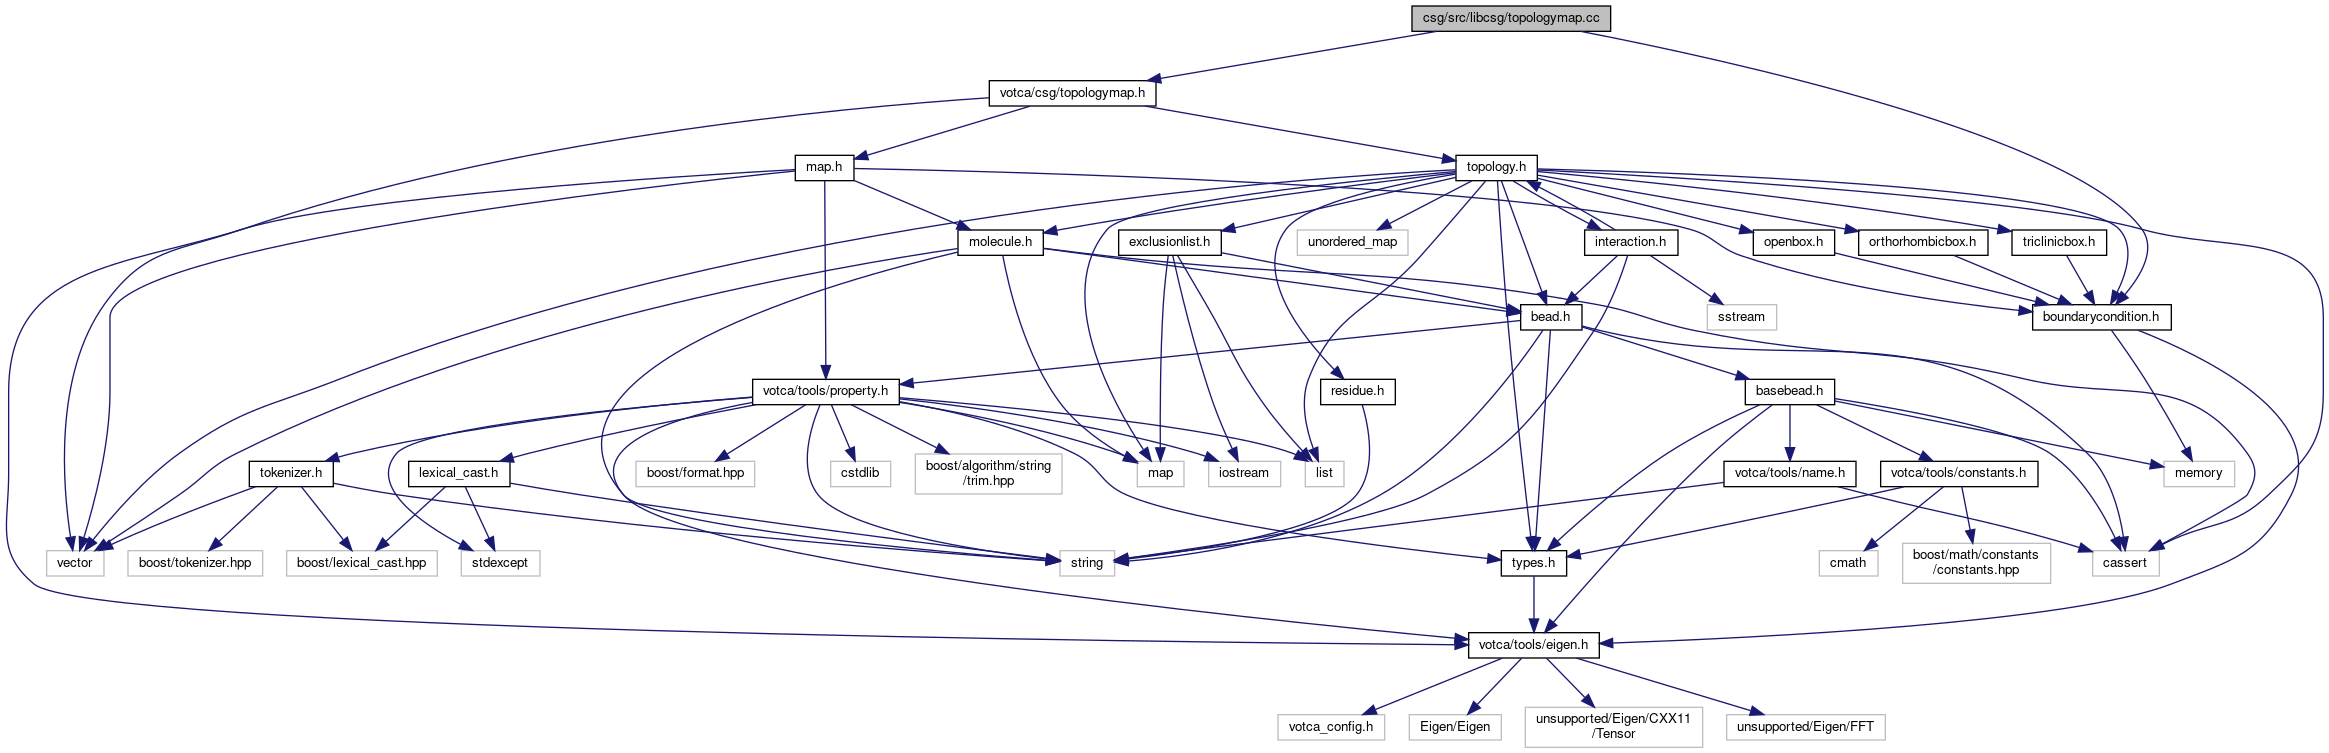 csg/src/libcsg/topologymap.cc
votca/csg/topologymap.h
map.h
topology.h
molecule.h
exclusionlist.h
unordered_map
interaction.h
openbox.h
orthorhombicbox.h
triclinicbox.h
bead.h
sstream
boundarycondition.h
votca/tools/property.h
residue.h
basebead.h
tokenizer.h
lexical_cast.h
boost/format.hpp
cstdlib
boost/algorithm/string
/trim.hpp
map
iostream
list
votca/tools/name.h
votca/tools/constants.h
memory
vector
boost/tokenizer.hpp
boost/lexical_cast.hpp
stdexcept
string
types.h
cmath
boost/math/constants
/constants.hpp
cassert
votca/tools/eigen.h
votca_config.h
Eigen/Eigen
unsupported/Eigen/CXX11
/Tensor
unsupported/Eigen/FFT